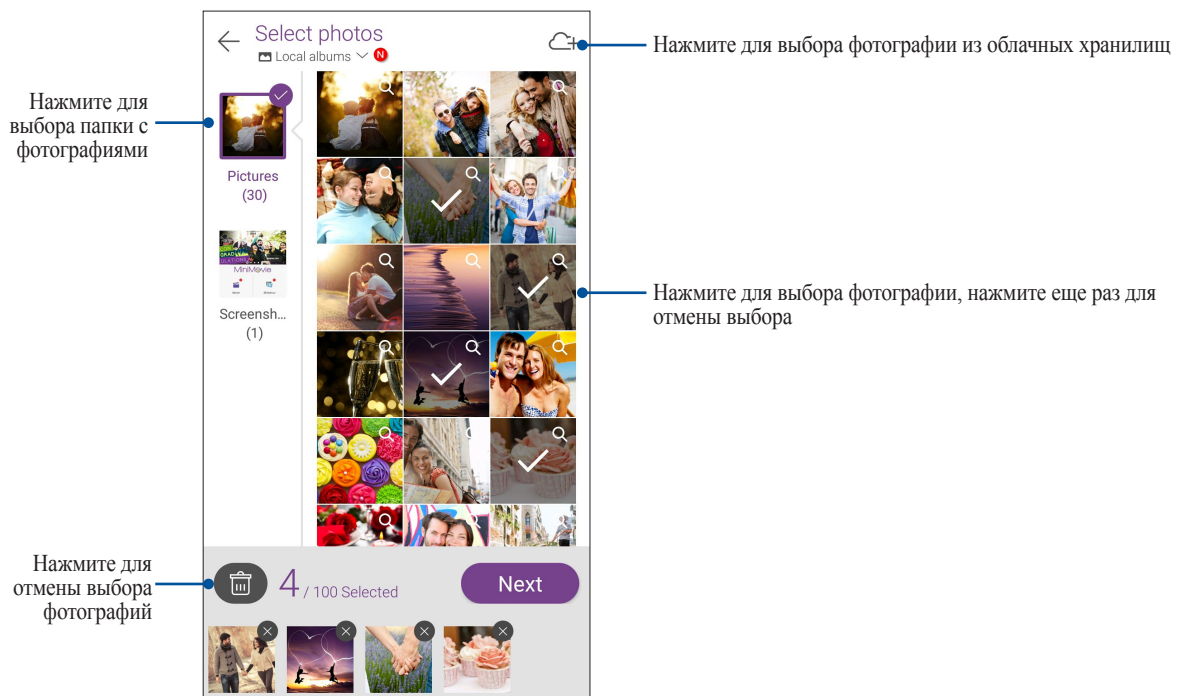 Select photos
Local albums
N
Нажмите для выбора фотографии из облачных хранилищ
Нажмите для
выбора папки с
фотографиями
Pictures
(30)
MiniMovie
Screensh...
(1)
Нажмите для выбора фотографии, нажмите еще раз для
отмены выбора
Нажмите для
отмены выбора
фотографий
4 / 100 Selected
Next